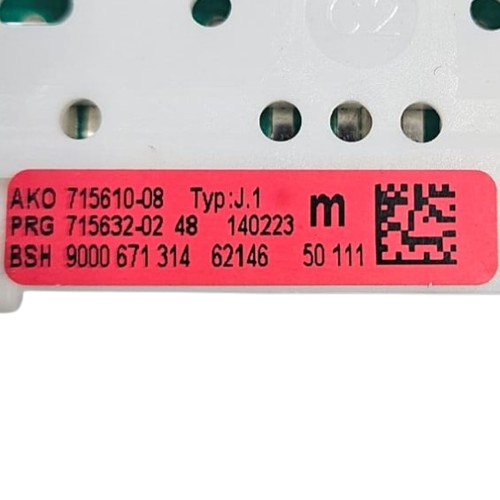 AKO 715610-08 Typ:J.1 m
PRG 715632-02 48 140223
BSH 9000 671 314 62146 50 111